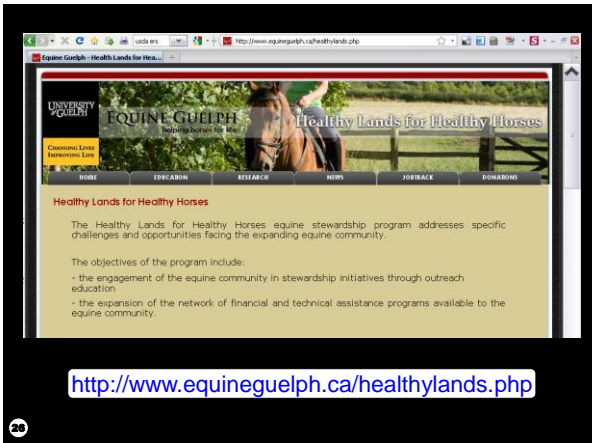 usda ers
http://www.equineguelph.ca/healthylands.php
Equine Guelph - Health Lands for Hea...
UNIVERSITY
of GUELPH
CHANGING LIVES
IMPROVING LIFE
EQUINE GUELPH
helping horses for life
Healthy Lands for Healthy Horses
HOME EDUCATION RESEARCH NEWS JOBTRACK DONATIONS
Healthy Lands for Healthy Horses
The Healthy Lands for Healthy Horses equine stewardship program addresses specific
challenges and opportunities facing the expanding equine community.
The objectives of the program include:
- the engagement of the equine community in stewardship initiatives through outreach
education
- the expansion of the network of financial and technical assistance programs available to the
equine community.
http://www.equineguelph.ca/healthylands.php
26